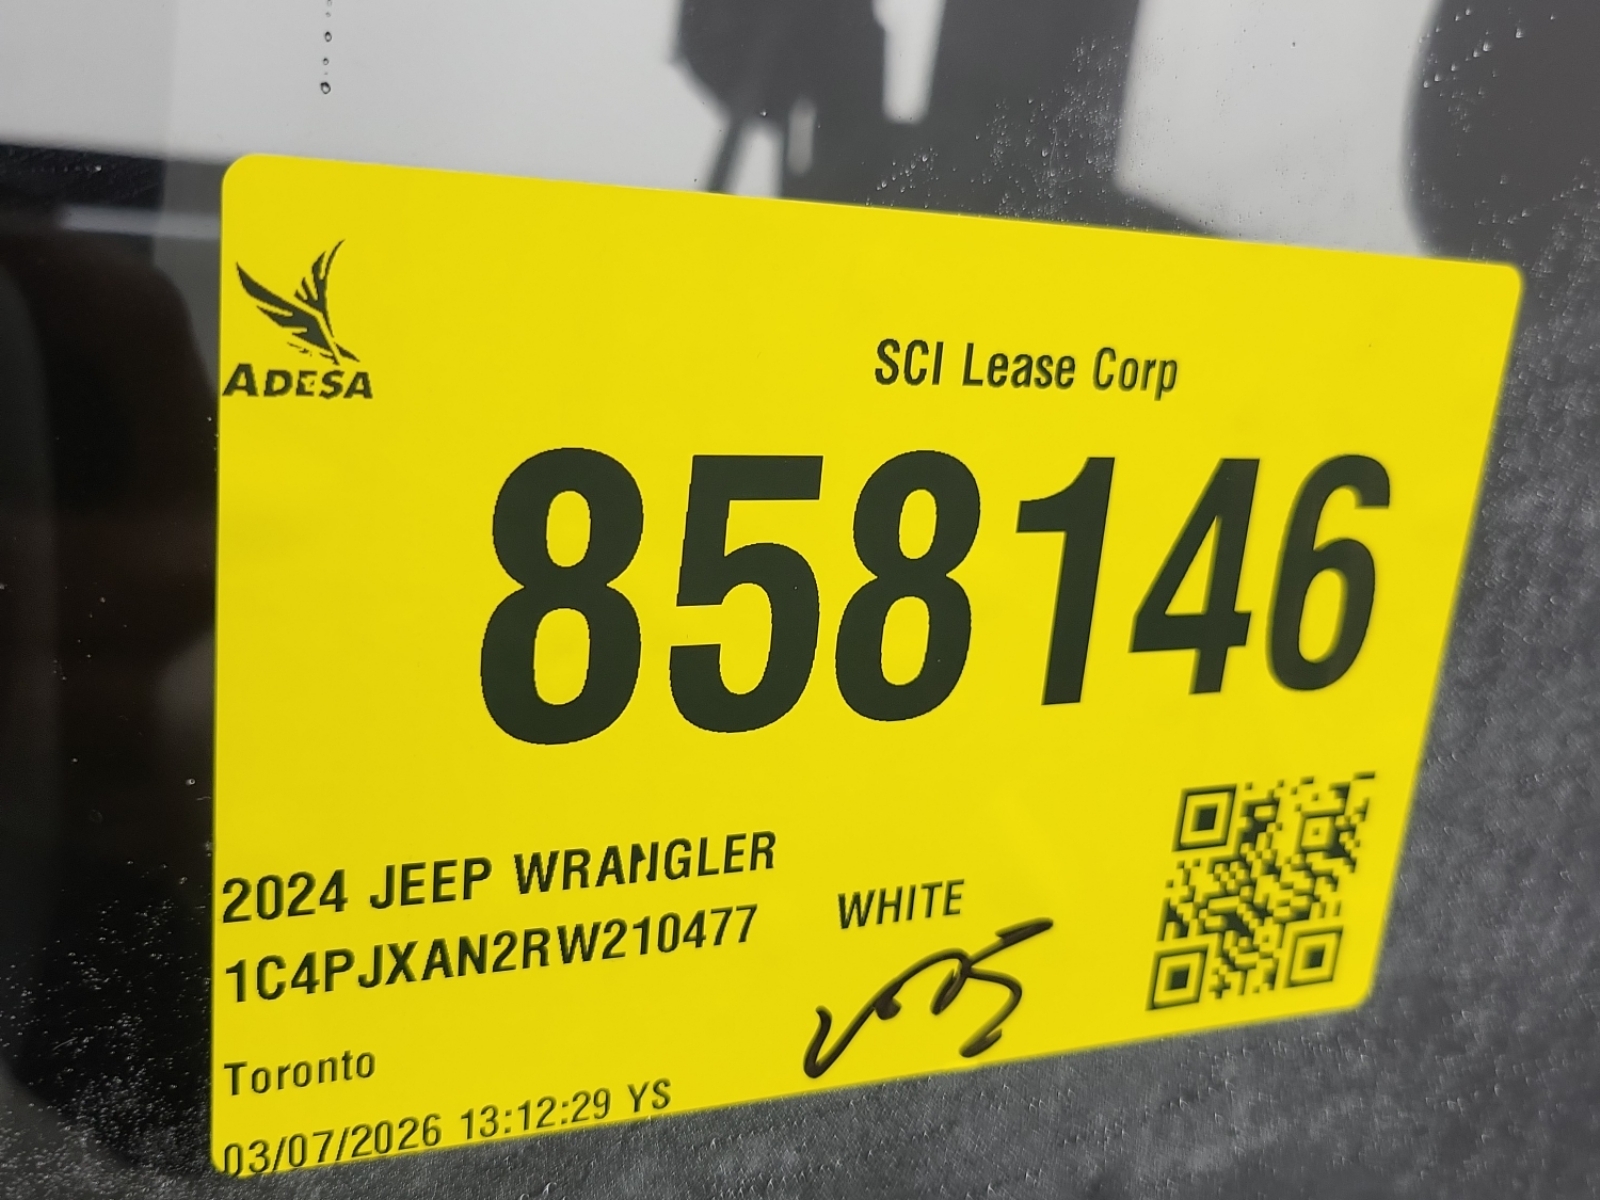 ADESA
SCI Lease Corp
858146
2024 JEEP WRANGLER
WHITE
1C4PJXAN2RW210477
Toronto
03/07/2026 13:12:29 YS